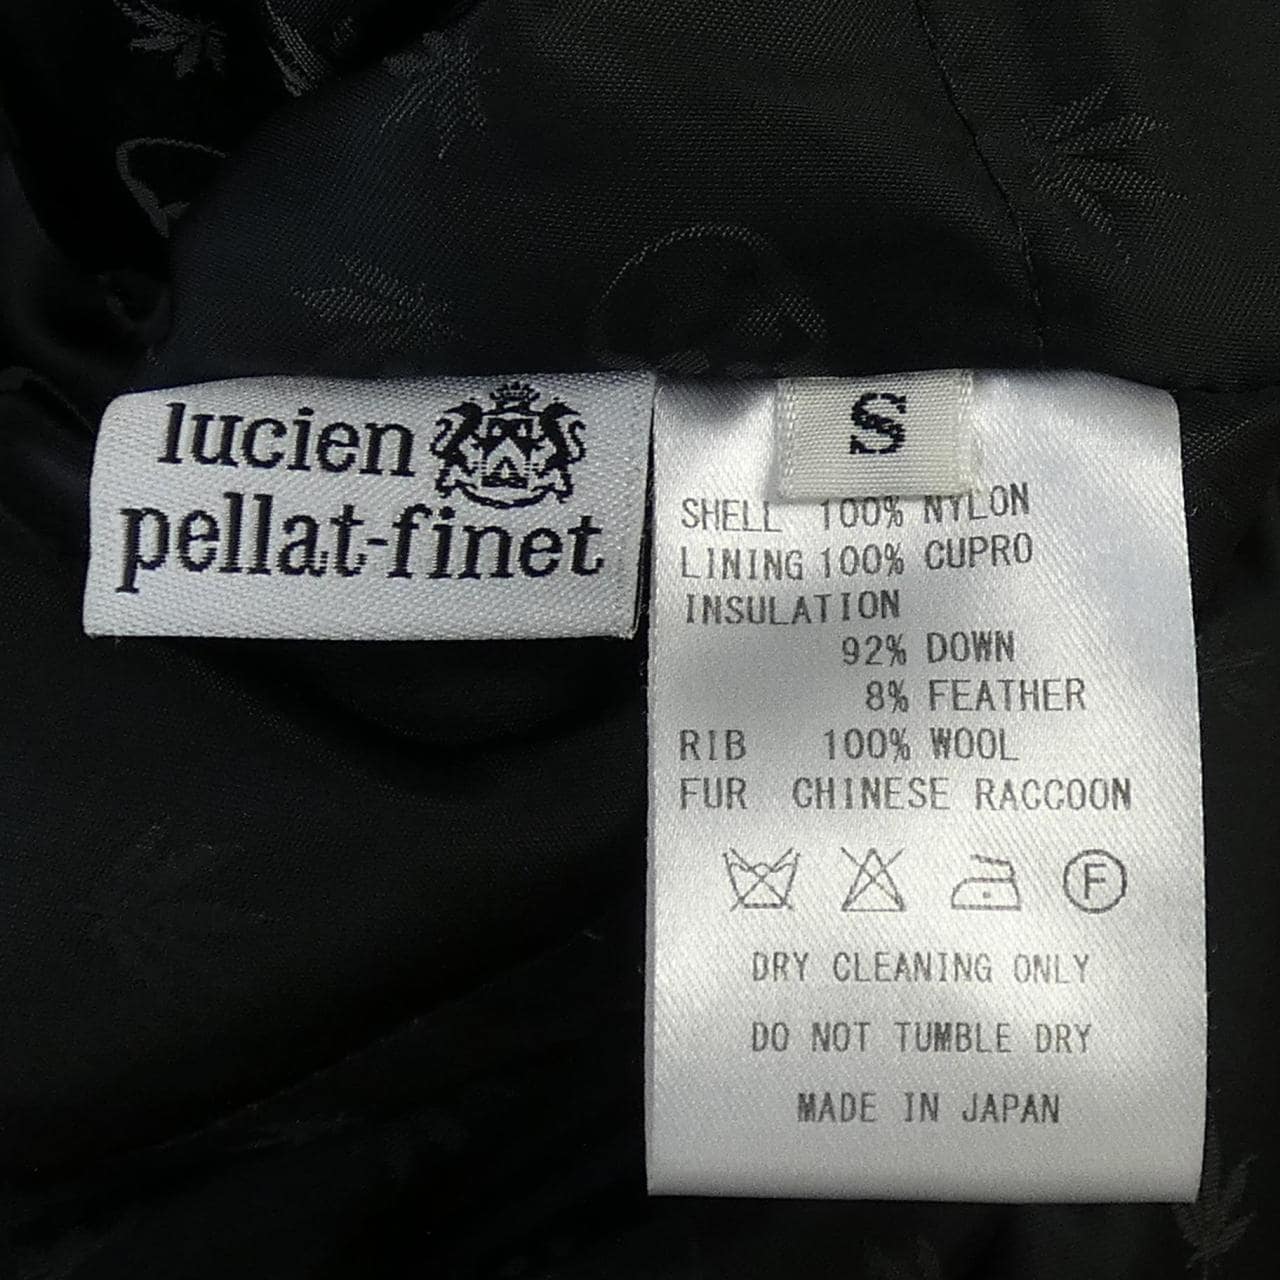 lucien
pellat-finet
S
SHELL 100% NYLON
LINING 100% CUPRO
INSULATION
92% DOWN
8% FEATHER
RIB 100% WOOL
FUR CHINESE RACCOON
F
DRY CLEANING ONLY
DO NOT TUMBLE DRY
MADE IN JAPAN